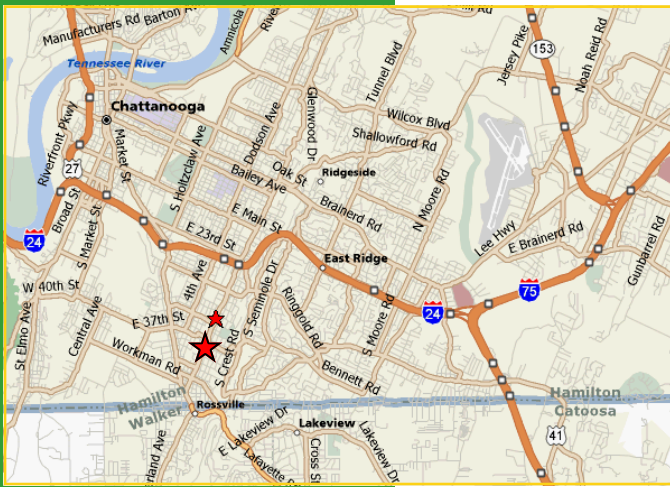 Rd
Manufacturers Rd
Barton
Amnicola
River
Tennessee River
Tunnel Blvd
Jersey Pike
153
Noah Reid Rd
Chattanooga
Riverfront Pkwy
Market St
Dodson Ave
Glenwood Dr
Wilcox Blvd
Shallowford Rd
S Holtzclaw Ave
27
Oak St
Ridgeside
Bailey Ave
Brainerd Rd
N Moore Rd
Broad St
S Market St
E Main St
E 23rd St
Lee Hwy
E Brainerd Rd
Gunbarrel Rd
24
East Ridge
4th Ave
S Seminole Dr
75
W 40th St
Ringgold Rd
24
St Elmo Ave
Central Ave
E 37th St
S Crest Rd
S Moore Rd
Workman Rd
Bennett Rd
Hamilton
Walker
Hamilton
Catoosa
Rossville
E Lakeview Dr
Lakeview
Lakeview Dr
41
Cross St
Lafayette